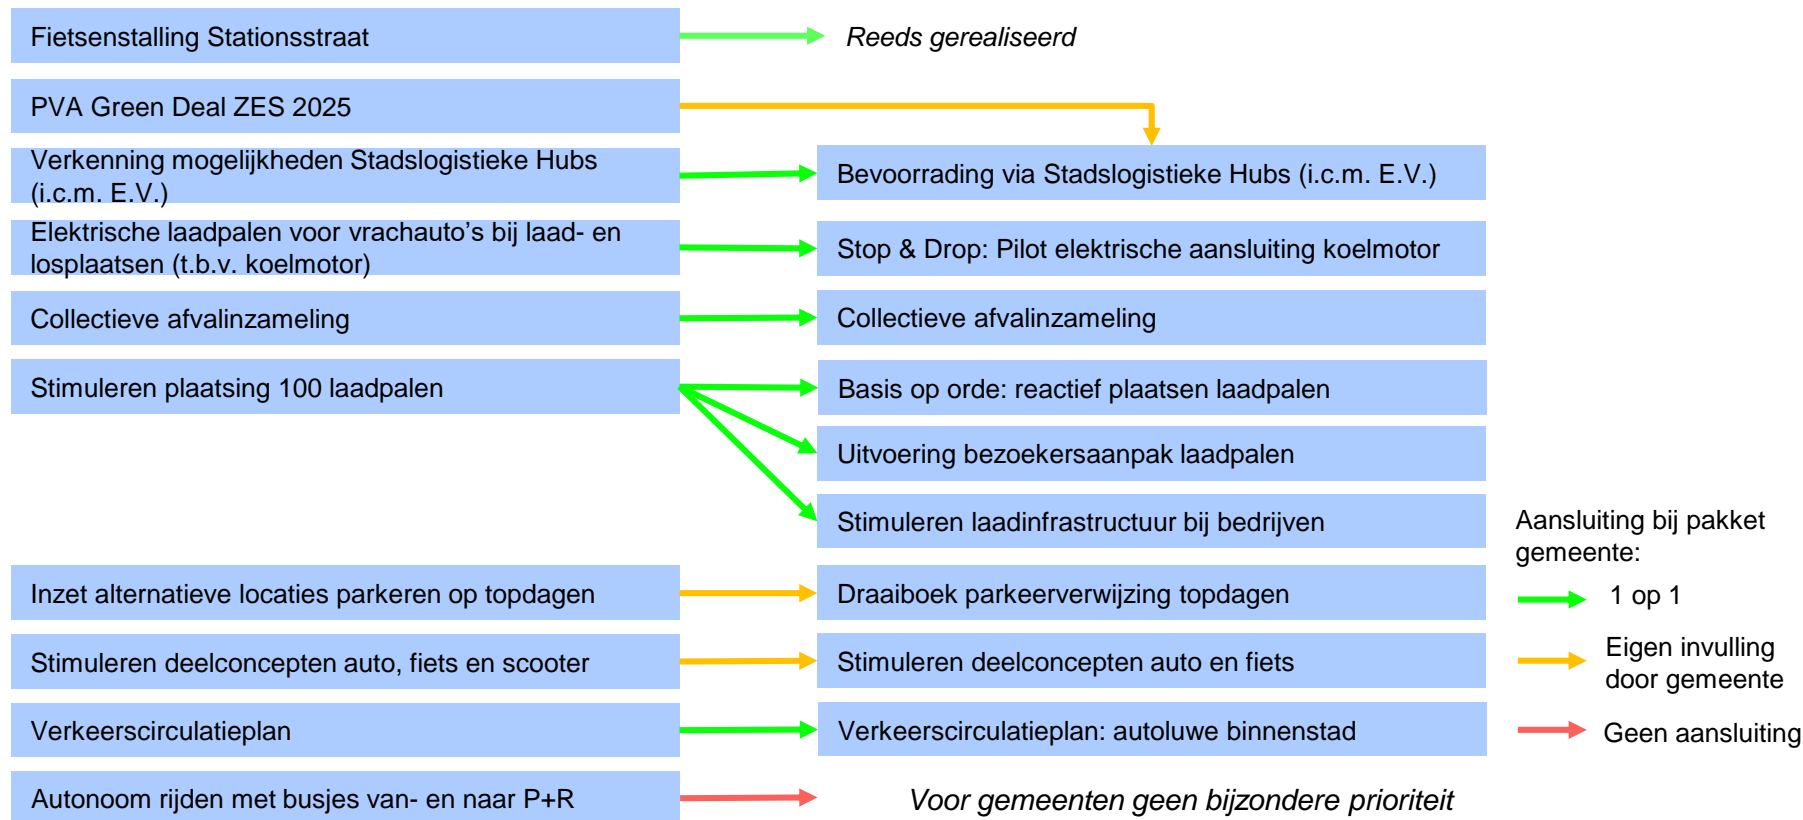 Fietsenstalling Stationsstraat
Reeds gerealiseerd
PVA Green Deal ZES 2025
Verkenning mogelijkheden Stadslogistieke Hubs
(i.c.m. E.V.)
Bevoorrading via Stadslogistieke Hubs (i.c.m. E.V.)
Elektrische laadpalen voor vrachauto’s bij laad- en
losplaatsen (t.b.v. koelmotor)
Stop & Drop: Pilot elektrische aansluiting koelmotor
Collectieve afvalinzameling
Collectieve afvalinzameling
Stimuleren plaatsing 100 laadpalen
Basis op orde: reactief plaatsen laadpalen
Uitvoering bezoekersaanpak laadpalen
Stimuleren laadinfrastructuur bij bedrijven
Inzet alternatieve locaties parkeren op topdagen
Draaiboek parkeerverwijzing topdagen
Stimuleren deelconcepten auto, fiets en scooter
Stimuleren deelconcepten auto en fiets
Verkeerscirculatieplan
Verkeerscirculatieplan: autoluwe binnenstad
Autonoom rijden met busjes van- en naar P+R
Voor gemeenten geen bijzondere prioriteit
Aansluiting bij pakket
gemeente:
1 op 1
Eigen invulling
door gemeente
Geen aansluiting